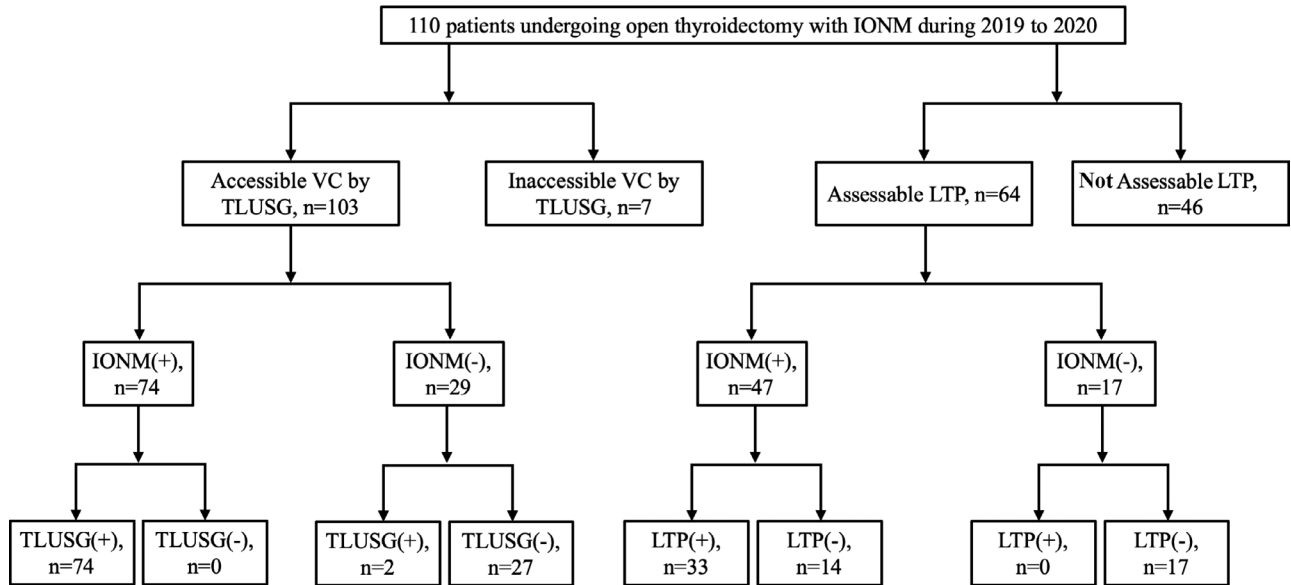 110 patients undergoing open thyroidectomy with IONM during 2019 to 2020
Accessible VC by
TLUSG, n=103
Inaccessible VC by
TLUSG, n=7
Assessable LTP, n=64
Not Assessable LTP,
n=46
IONM(+),
n=74
IONM(-),
n=29
IONM(+),
n=47
IONM(-),
n=17
TLUSG(+),
n=74
TLUSG(-),
n=0
TLUSG(+),
n=2
TLUSG(-),
n=27
LTP(+),
n=33
LTP(-),
n=14
LTP(+),
n=0
LTP(-),
n=17